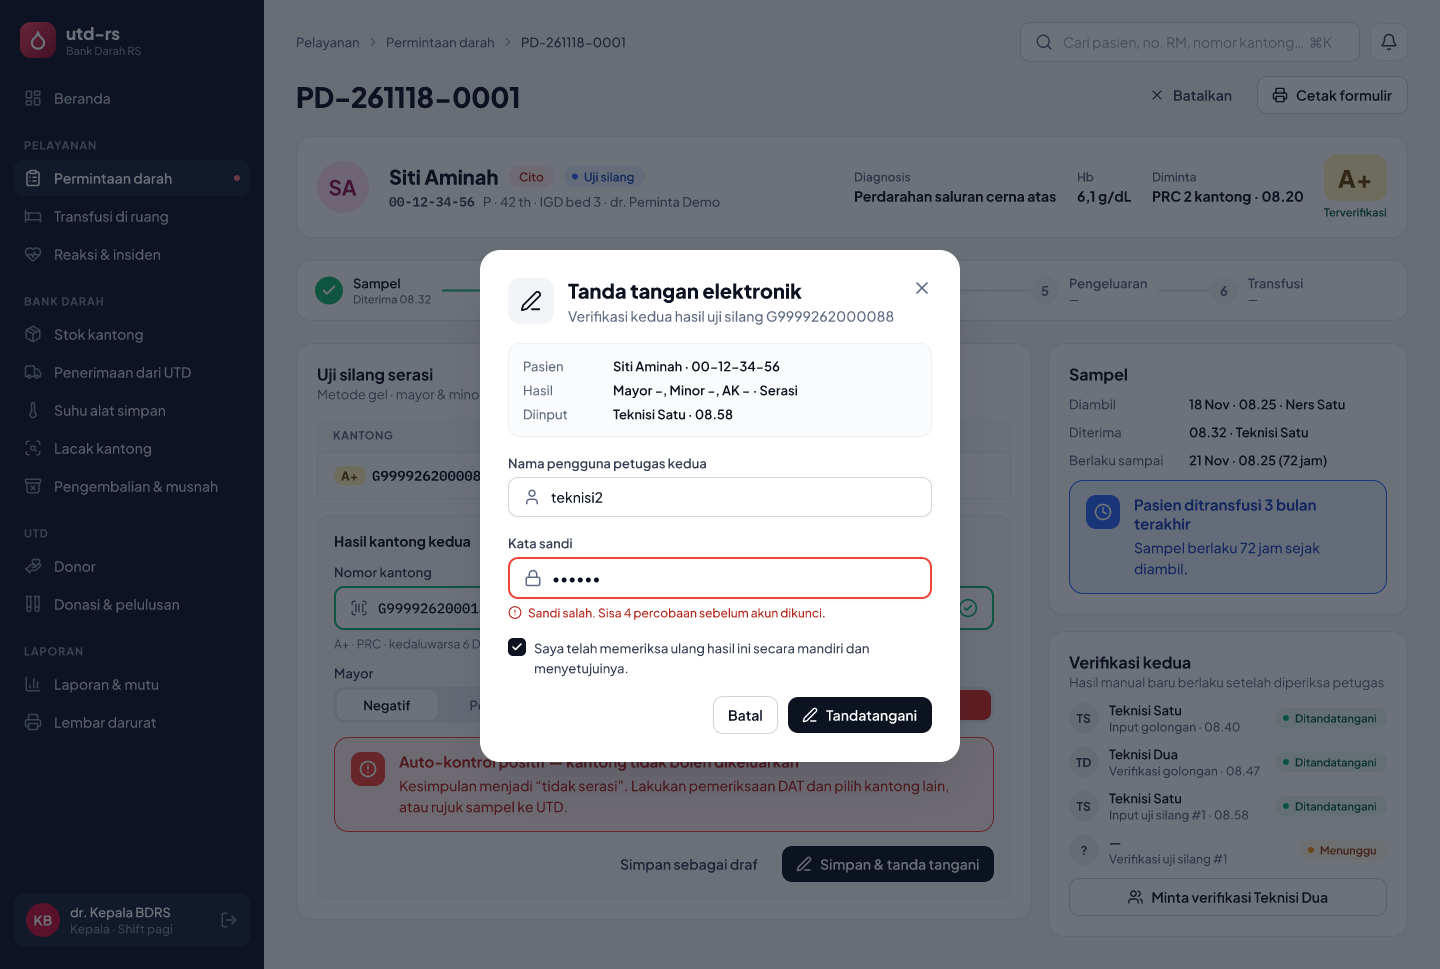 utd-rs
Bank Darah RS
Beranda
PELAYANAN
Permintaan darah
Transfusi di ruang
Reaksi & insiden
BANK DARAH
Stok kantong
Penerimaan dari UTD
Suhu alat simpan
Lacak kantong
Pengembalian & musnah
UTD
Donor
Donasi & pelulusan
LAPORAN
Laporan & mutu
Lembar darurat
KB
dr. Kepala BDRS
Kepala · Shift pagi
Pelayanan > Permintaan darah > PD-261118-0001
Cari pasien, no. RM, nomor kantong... ⌘K
PD-261118-0001
Batalkan
Cetak formulir
SA
Siti Aminah Cito Uji silang
00-12-34-56 P · 42 th · IGD bed 3 · dr. Peminta Demo
Diagnosis
Perdarahan saluran cerna atas
Hb
6,1 g/dL
Diminta
PRC 2 kantong · 08.20
A+
Terverifikasi
Sampel
Diterima 08.32
5 Pengeluaran
—
6 Transfusi
—
Uji silang serasi
Metode gel · mayor & mino
KANTONG
A+ G999926200008
Hasil kantong kedua
Nomor kantong
G9999262000
A+ · PRC · kedaluwarsa 6 D
Mayor
Negatif
Auto-kontrol positif — kantong tidak boleh dikeluarkan
Kesimpulan menjadi “tidak serasi”. Lakukan pemeriksaan DAT dan pilih kantong lain,
atau rujuk sampel ke UTD.
Simpan sebagai draf
Simpan & tanda tangani
Tanda tangan elektronik
Verifikasi kedua hasil uji silang G9999262000088
Pasien Siti Aminah · 00-12-34-56
Hasil Mayor -, Minor -, AK - · Serasi
Diinput Teknisi Satu · 08.58
Nama pengguna petugas kedua
teknisi2
Kata sandi
••••••
Sandi salah. Sisa 4 percobaan sebelum akun dikunci.
Saya telah memeriksa ulang hasil ini secara mandiri dan
menyetujuinya.
Batal
Tandatangani
Sampel
Diambil 18 Nov · 08.25 · Ners Satu
Diterima 08.32 · Teknisi Satu
Berlaku sampai 21 Nov · 08.25 (72 jam)
Pasien ditransfusi 3 bulan
terakhir
Sampel berlaku 72 jam sejak
diambil.
Verifikasi kedua
Hasil manual baru berlaku setelah diperiksa petugas
TS Teknisi Satu
Input golongan · 08.40
Ditandatangani
TD Teknisi Dua
Verifikasi golongan · 08.47
Ditandatangani
TS Teknisi Satu
Input uji silang #1 · 08.58
Ditandatangani
? —
Verifikasi uji silang #1
Menunggu
Minta verifikasi Teknisi Dua